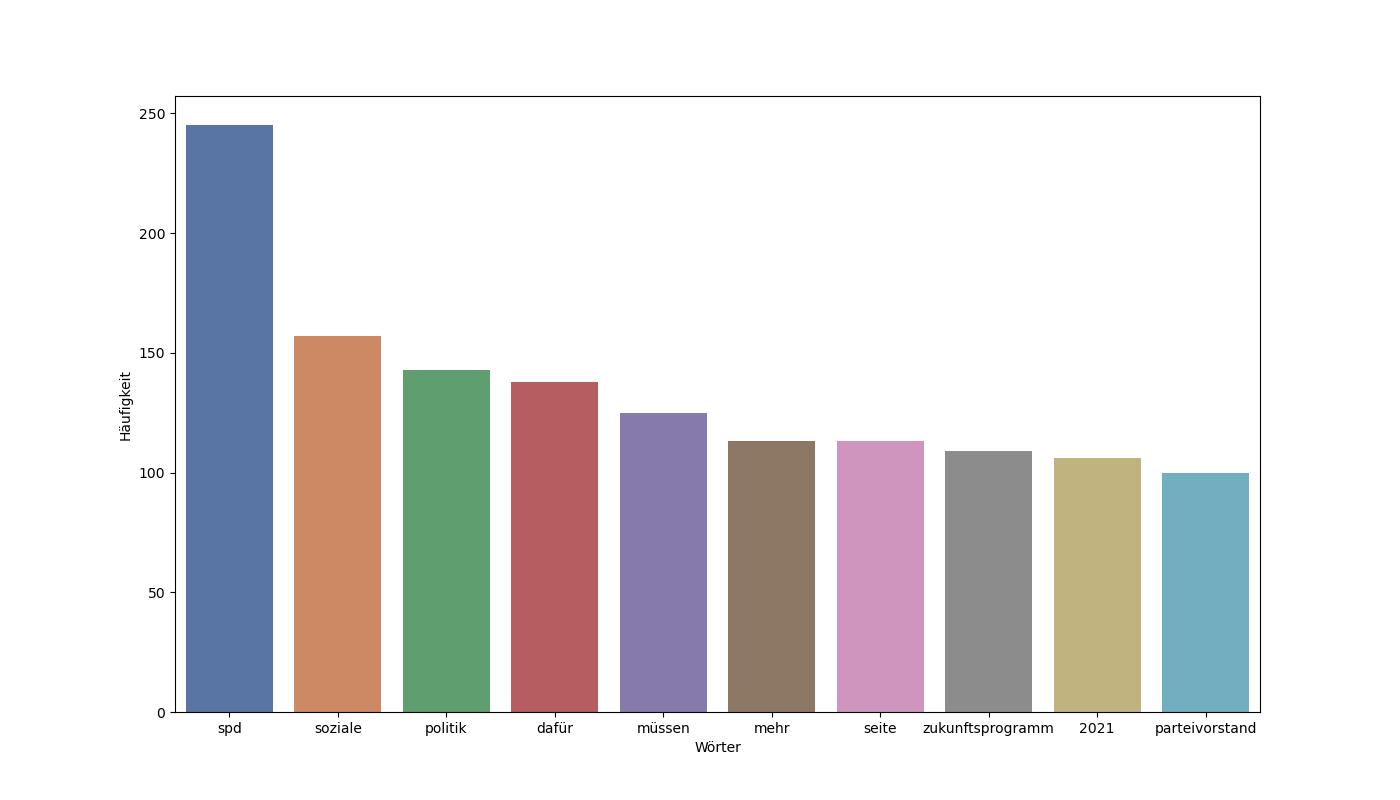 250
200
150
100
50
0
Häufigkeit
spd soziale politik dafür müssen mehr seite zukunftsprogramm 2021 parteivorstand
Wörter